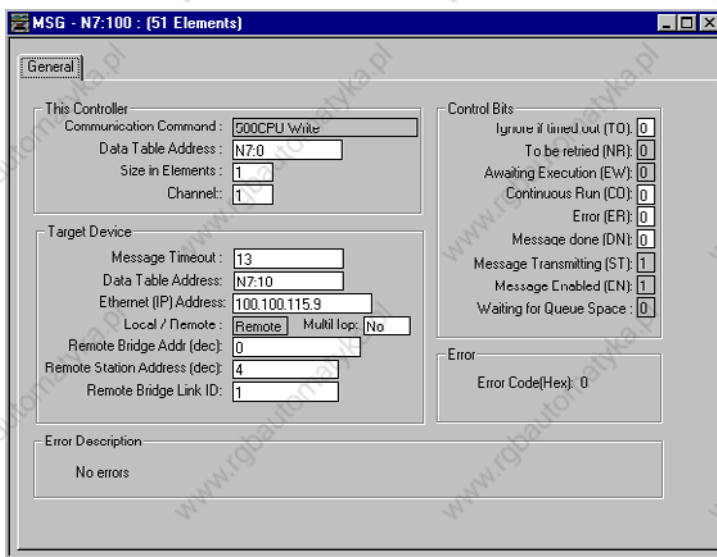 MSG - N7:100 : (51 Elements)
General
This Controller
Communication Command : 500CPU Write
Data Table Address : N7:0
Size in Elements : 1
Channel:: 1
Target Device
Message Timeout : 13
Data Table Address: N7:10
Ethernet (IP) Address: 100.100.115.9
Local / Remote : Remote MultiHop: No
Remote Bridge Addr (dec): 0
Remote Station Address (dec): 4
Remote Bridge Link ID: 1
Control Bits
Ignore if timed out (TO): 0
To be retried (NR): 0
Awaiting Execution (EW): 0
Continuous Run (CO): 0
Error (ER): 0
Message done (DN): 0
Message Transmitting (ST): 1
Message Enabled (EN): 1
Waiting for Queue Space : 0
Error
Error Code(Hex): 0
Error Description
No errors
www.rgbautomatyka.pl